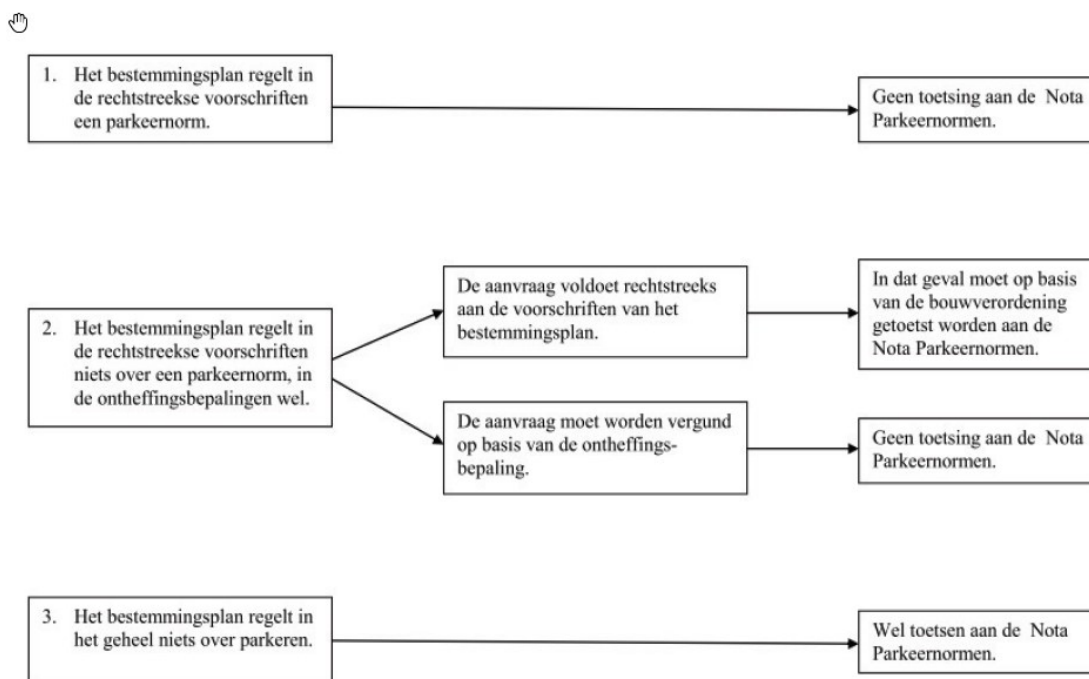 1. Het bestemmingsplan regelt in
de rechtstreekse voorschriften
een parkeernorm.
Geen toetsing aan de Nota
Parkeernormen.
2. Het bestemmingsplan regelt in
de rechtstreekse voorschriften
niets over een parkeernorm, in
de ontheffingsbepalingen wel.
De aanvraag voldoet rechtstreeks
aan de voorschriften van het
bestemmingsplan.
In dat geval moet op basis
van de bouwverordening
getoetst worden aan de
Nota Parkeernormen.
De aanvraag moet worden vergund
op basis van de ontheffings-
bepaling.
Geen toetsing aan de Nota
Parkeernormen.
3. Het bestemmingsplan regelt in
het geheel niets over parkeren.
Wel toetsen aan de Nota
Parkeernormen.